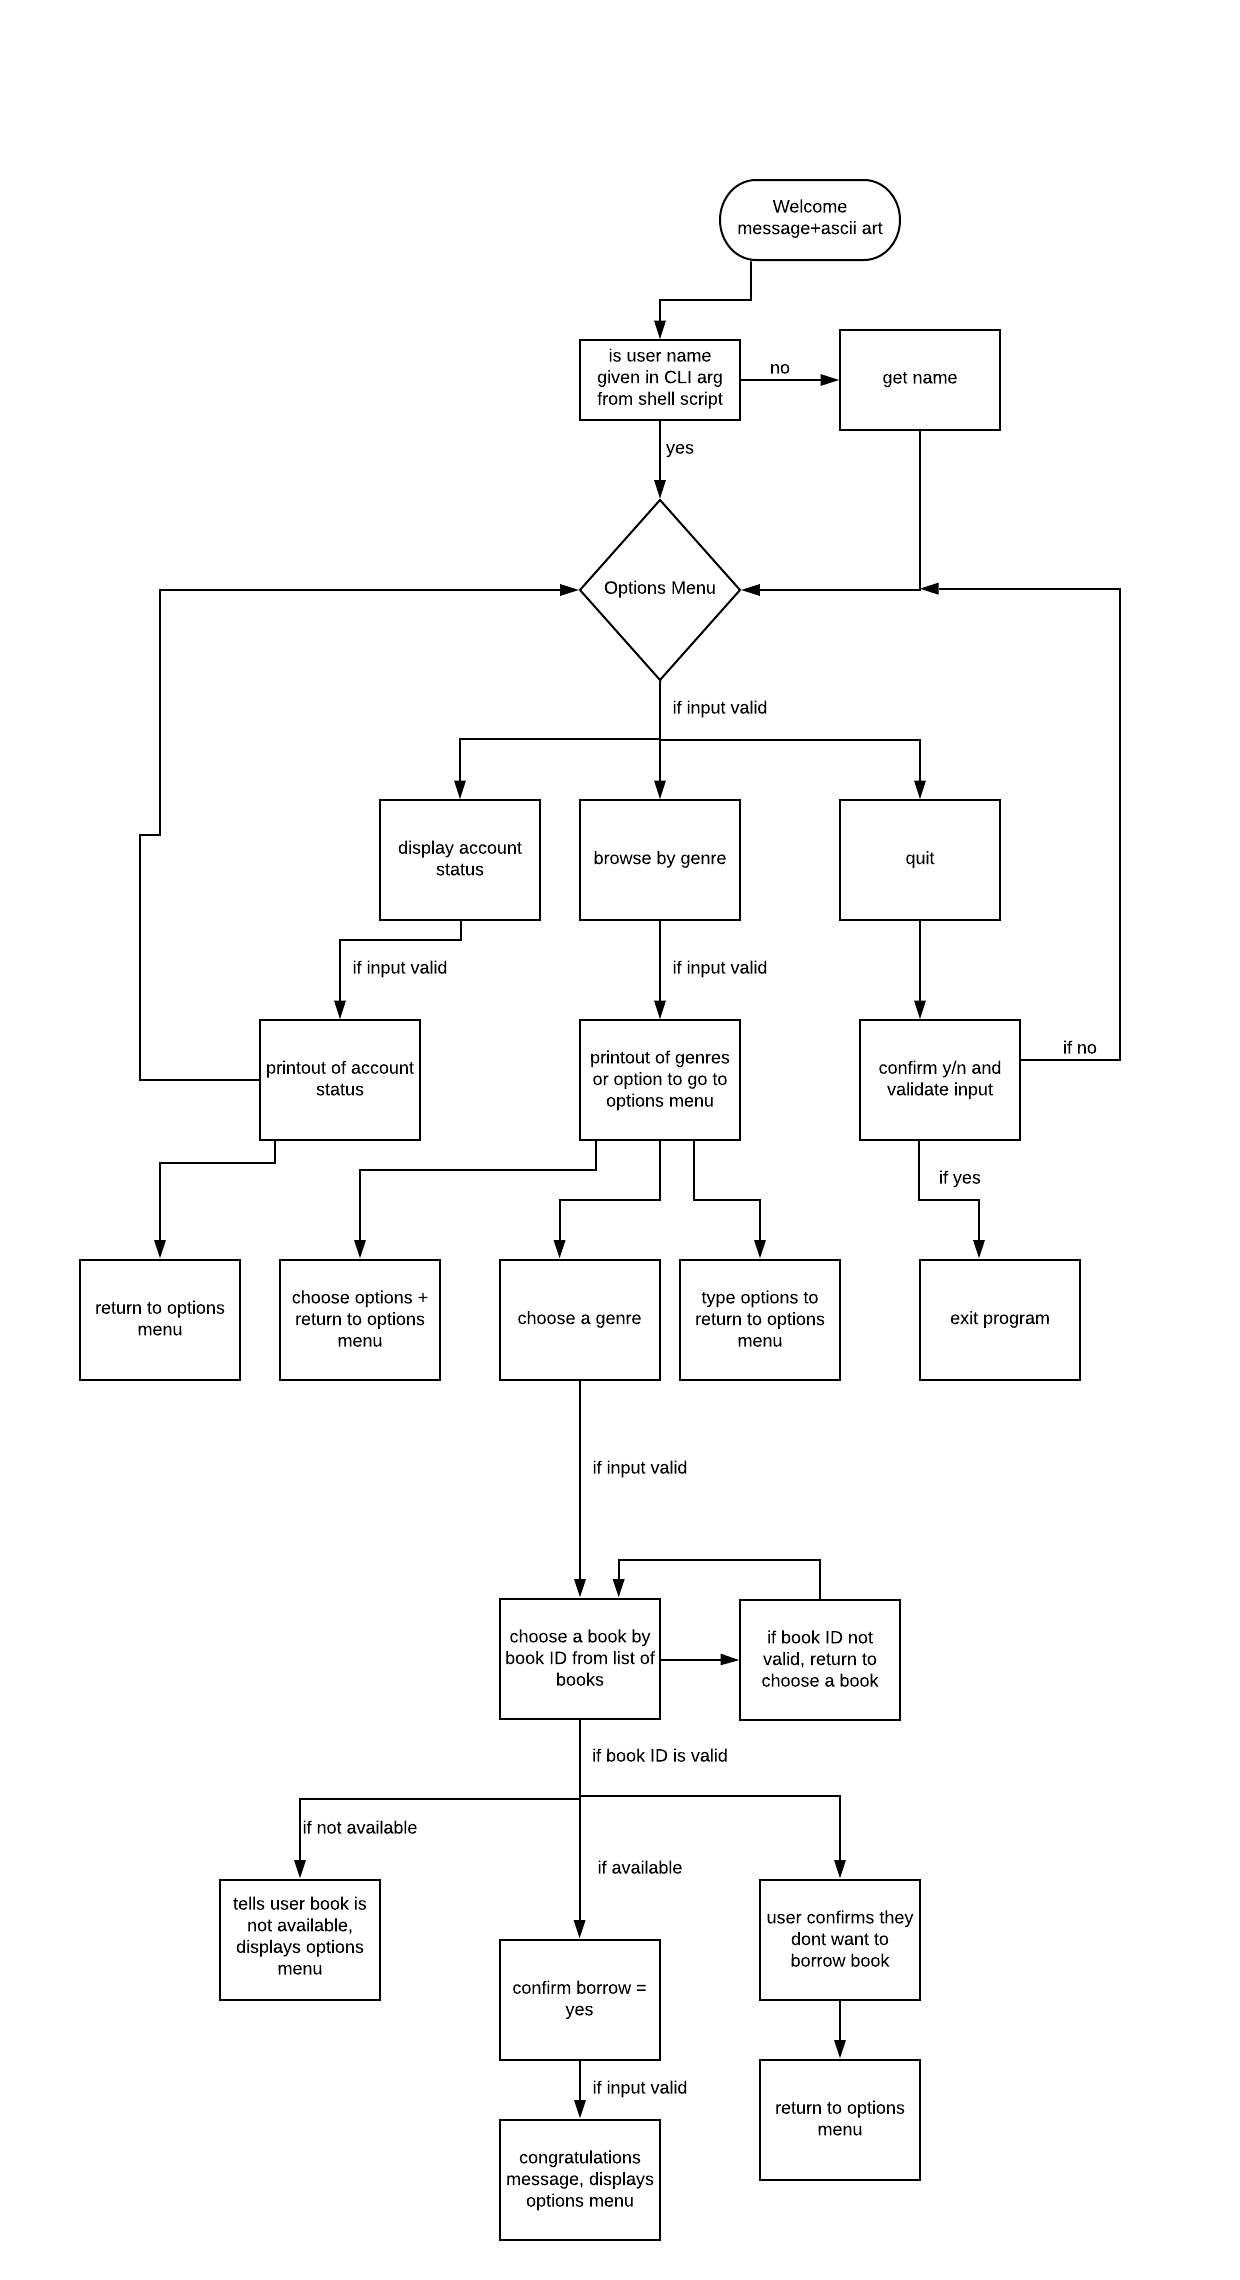 Welcome
message+ascii art
is user name
given in CLI arg
from shell script
no
get name
yes
Options Menu
if input valid
display account
status
browse by genre
quit
if input valid
if input valid
printout of account
status
printout of genres
or option to go to
options menu
confirm y/n and
validate input
if no
if yes
return to options
menu
choose options +
return to options
menu
choose a genre
type options to
return to options
menu
exit program
if input valid
choose a book by
book ID from list of
books
if book ID not
valid, return to
choose a book
if book ID is valid
if not available
if available
tells user book is
not available,
displays options
menu
confirm borrow =
yes
user confirms they
dont want to
borrow book
if input valid
return to options
menu
congratulations
message, displays
options menu